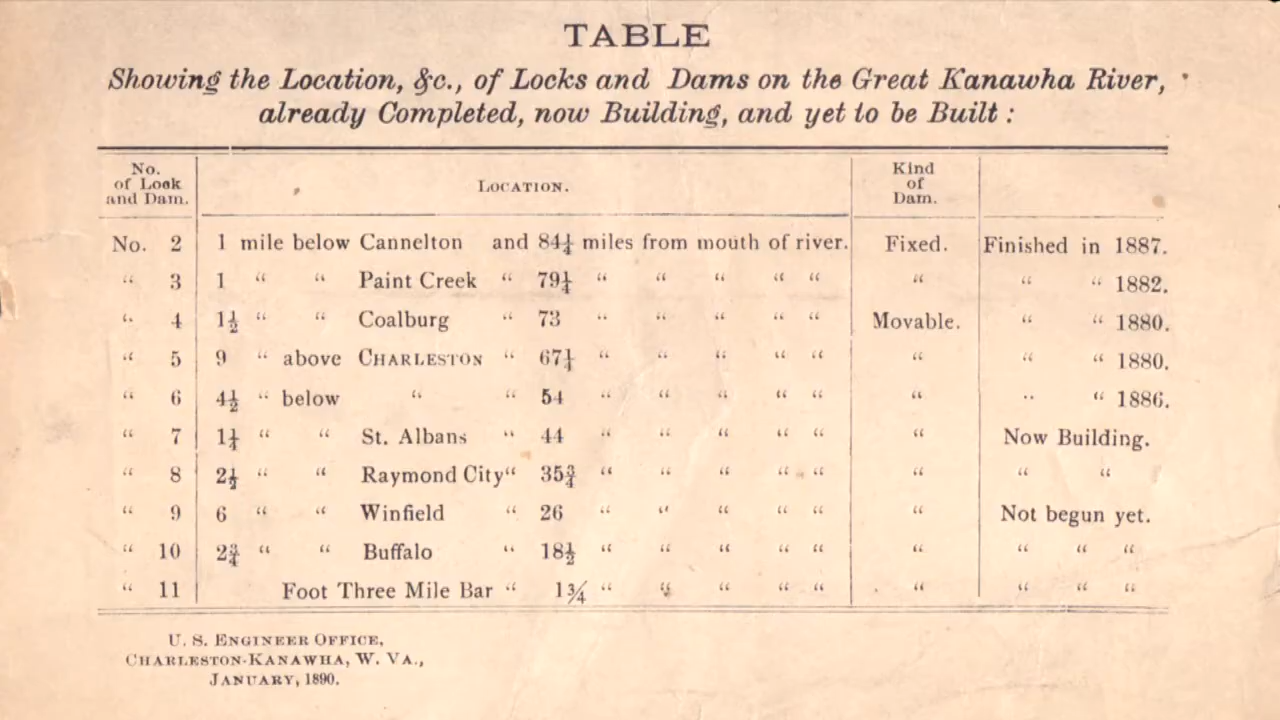 TABLE
Showing the Location, &c., of Locks and Dams on the Great Kanawha River,
already Completed, now Building, and yet to be Built :
No. of Lock and Dam. LOCATION. Kind of Dam.
No. 2 1 mile below Cannelton and 84¼ miles from mouth of river. Fixed. Finished in 1887.
“ 3 1 “ “ Paint Creek “ 79¼ “ “ “ “ “ “ “ “ 1882.
“ 4 1½ “ “ Coalburg “ 73 “ “ “ “ “ Movable. “ “ 1880.
“ 5 9 “ above CHARLESTON “ 67¼ “ “ “ “ “ “ “ “ 1880.
“ 6 4½ “ below “ “ 54 “ “ “ “ “ “ “ “ 1886.
“ 7 1¼ “ “ St. Albans “ 44 “ “ “ “ “ “ Now Building.
“ 8 2½ “ “ Raymond City “ 35¾ “ “ “ “ “ “ “ “
“ 9 6 “ “ Winfield “ 26 “ “ “ “ “ “ Not begun yet.
“ 10 2¾ “ “ Buffalo “ 18½ “ “ “ “ “ “ “ “ “
“ 11 Foot Three Mile Bar “ 1¾ “ “ “ “ “ “ “ “ “
U. S. ENGINEER OFFICE,
CHARLESTON-KANAWHA, W. VA.,
JANUARY, 1890.